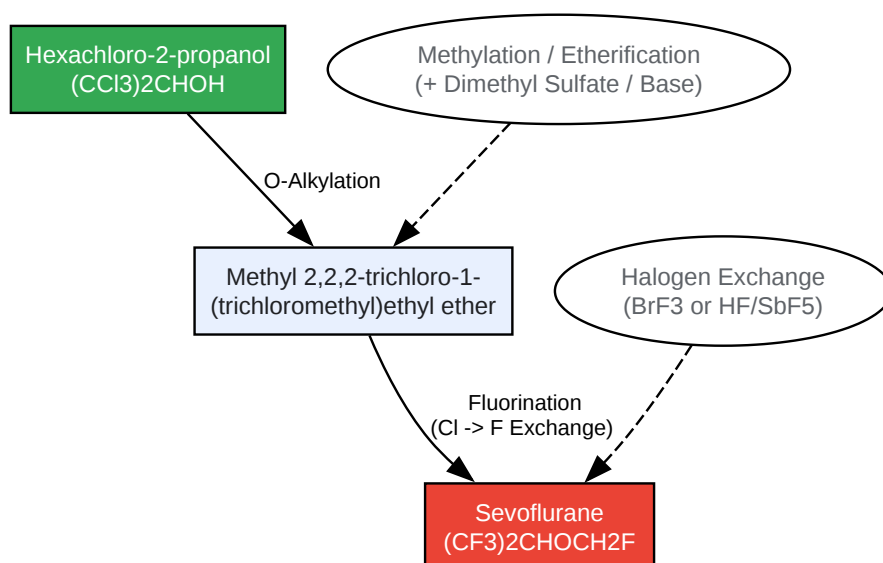 Hexachloro-2-propanol
(CCl3)2CHOH
Methylation / Etherification
(+ Dimethyl Sulfate / Base)
O-Alkylation
Methyl 2,2,2-trichloro-1-
(trichloromethyl)ethyl ether
Halogen Exchange
(BrF3 or HF/SbF5)
Fluorination
(Cl -> F Exchange)
Sevoflurane
(CF3)2CHOCH2F